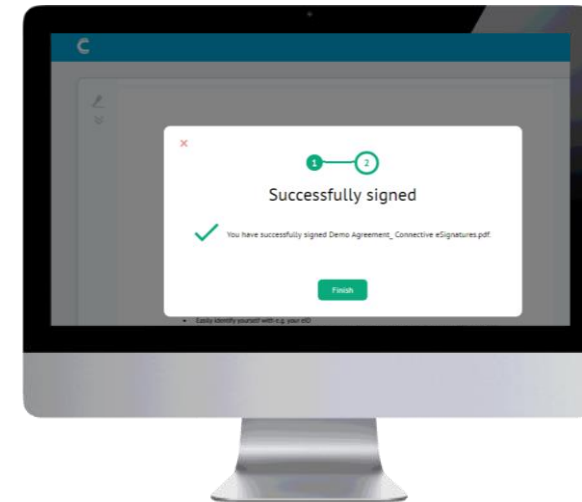 1 2
Successfully signed
You have successfully signed Demo Agreement_ Connective eSignatures.pdf.
Finish
Easily identify yourself with e.g. your eID